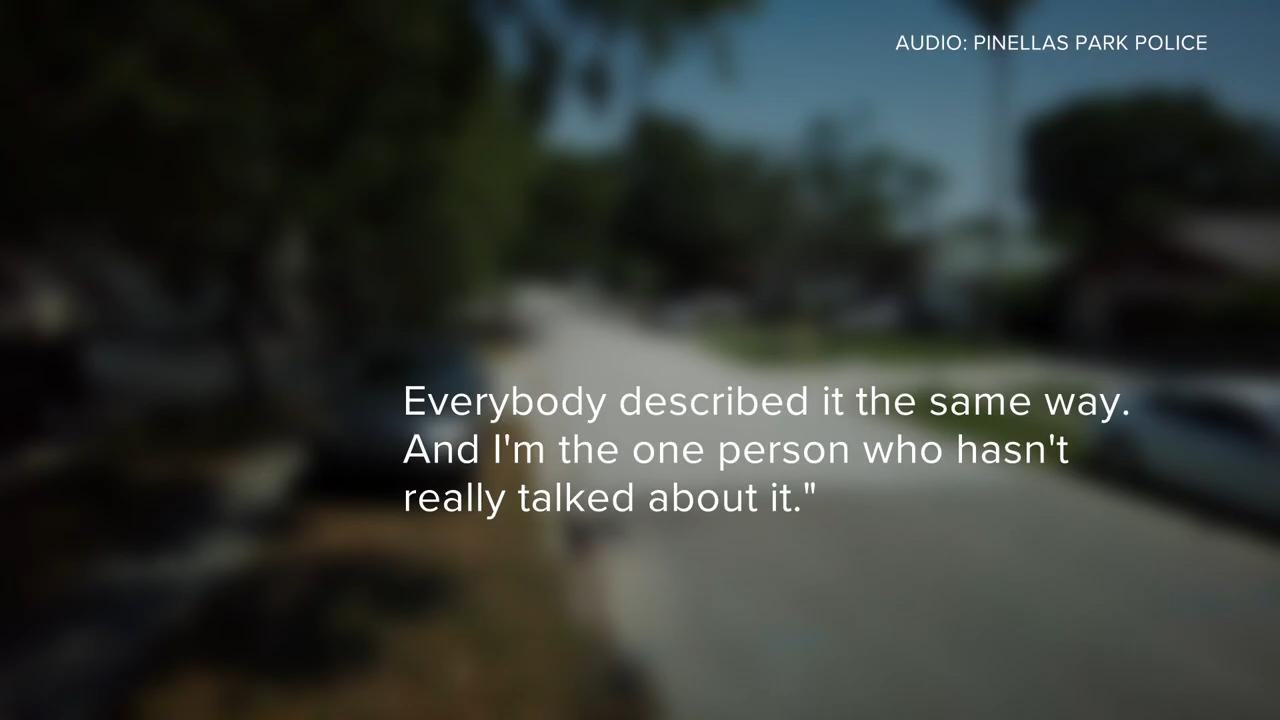 AUDIO: PINELLAS PARK POLICE
Everybody described it the same way.
And I'm the one person who hasn't
really talked about it."